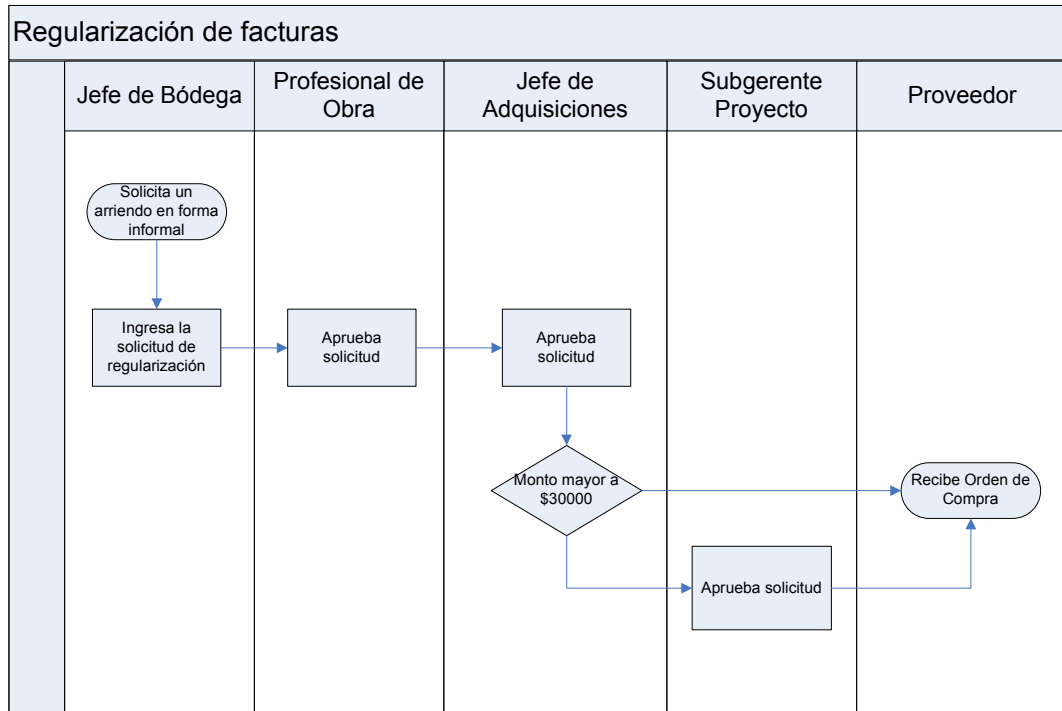 Regularización de facturas
Jefe de Bódega
Profesional de
Obra
Jefe de
Adquisiciones
Subgerente
Proyecto
Proveedor
Solicita un
arriendo en forma
informal
Ingresa la
solicitud de
regularización
Aprueba
solicitud
Aprueba
solicitud
Monto mayor a
$30000
Recibe Orden de
Compra
Aprueba solicitud